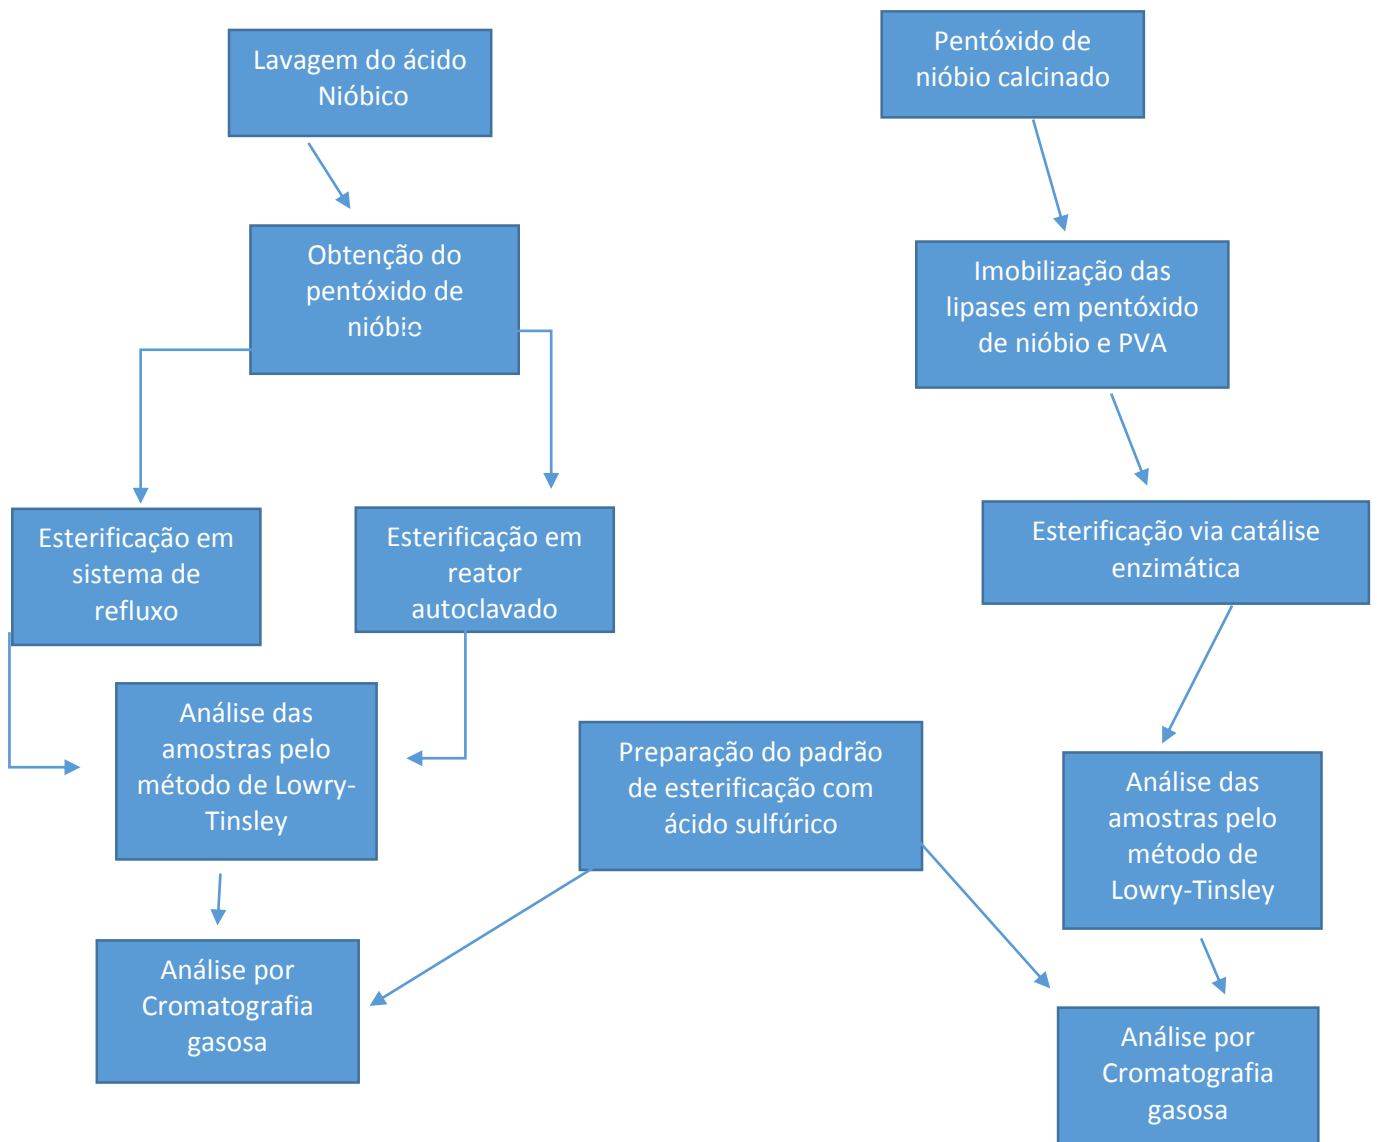 Lavagem do ácido
Nióbico
Pentóxido de
nióbio calcinado
Obtenção do
pentóxido de
nióbio
Imobilização das
lipases em pentóxido
de nióbio e PVA
Esterificação em
sistema de
refluxo
Esterificação em
reator
autoclavado
Esterificação via catálise
enzimática
Análise das
amostras pelo
método de Lowry-
Tinsley
Preparação do padrão
de esterificação com
ácido sulfúrico
Análise das
amostras pelo
método de
Lowry-Tinsley
Análise por
Cromatografia
gasosa
Análise por
Cromatografia
gasosa